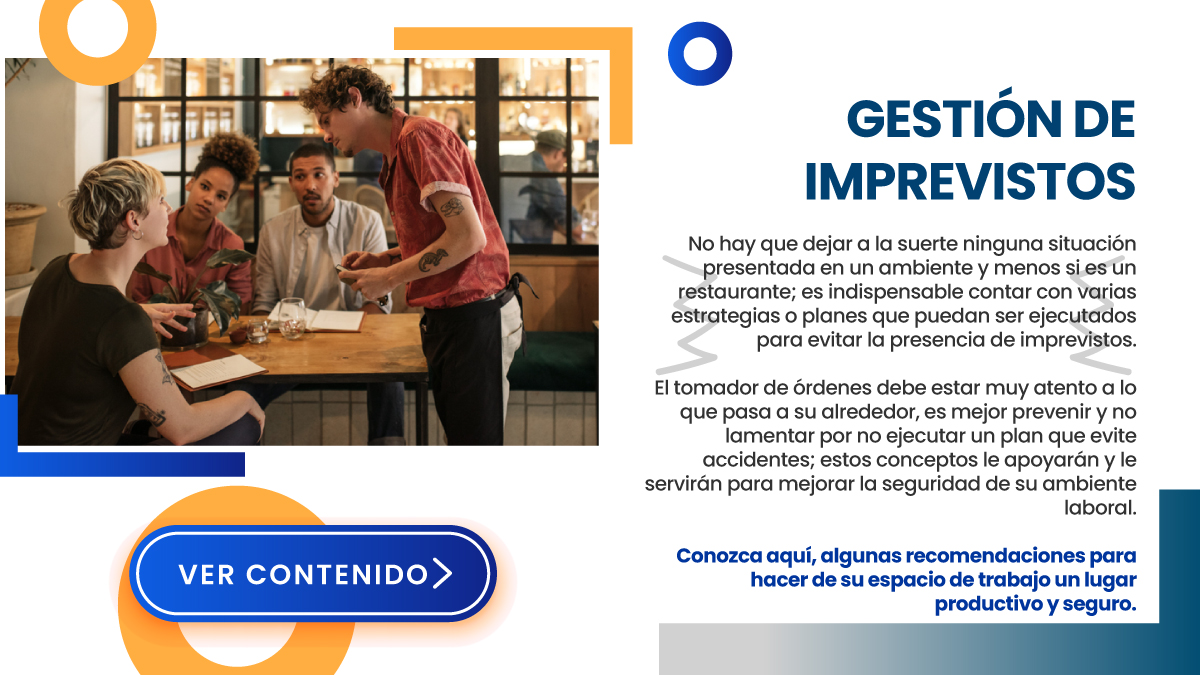 GESTIÓN DE
IMPREVISTOS
No hay que dejar a la suerte ninguna situación
presentada en un ambiente y menos si es un
restaurante; es indispensable contar con varias
estrategias o planes que puedan ser ejecutados
para evitar la presencia de imprevistos.
El tomador de órdenes debe estar muy atento a lo
que pasa a su alrededor, es mejor prevenir y no
lamentar por no ejecutar un plan que evite
accidentes; estos conceptos le apoyarán y le
servirán para mejorar la seguridad de su ambiente
laboral.
Conozca aquí, algunas recomendaciones para
hacer de su espacio de trabajo un lugar
productivo y seguro.
VER CONTENIDO